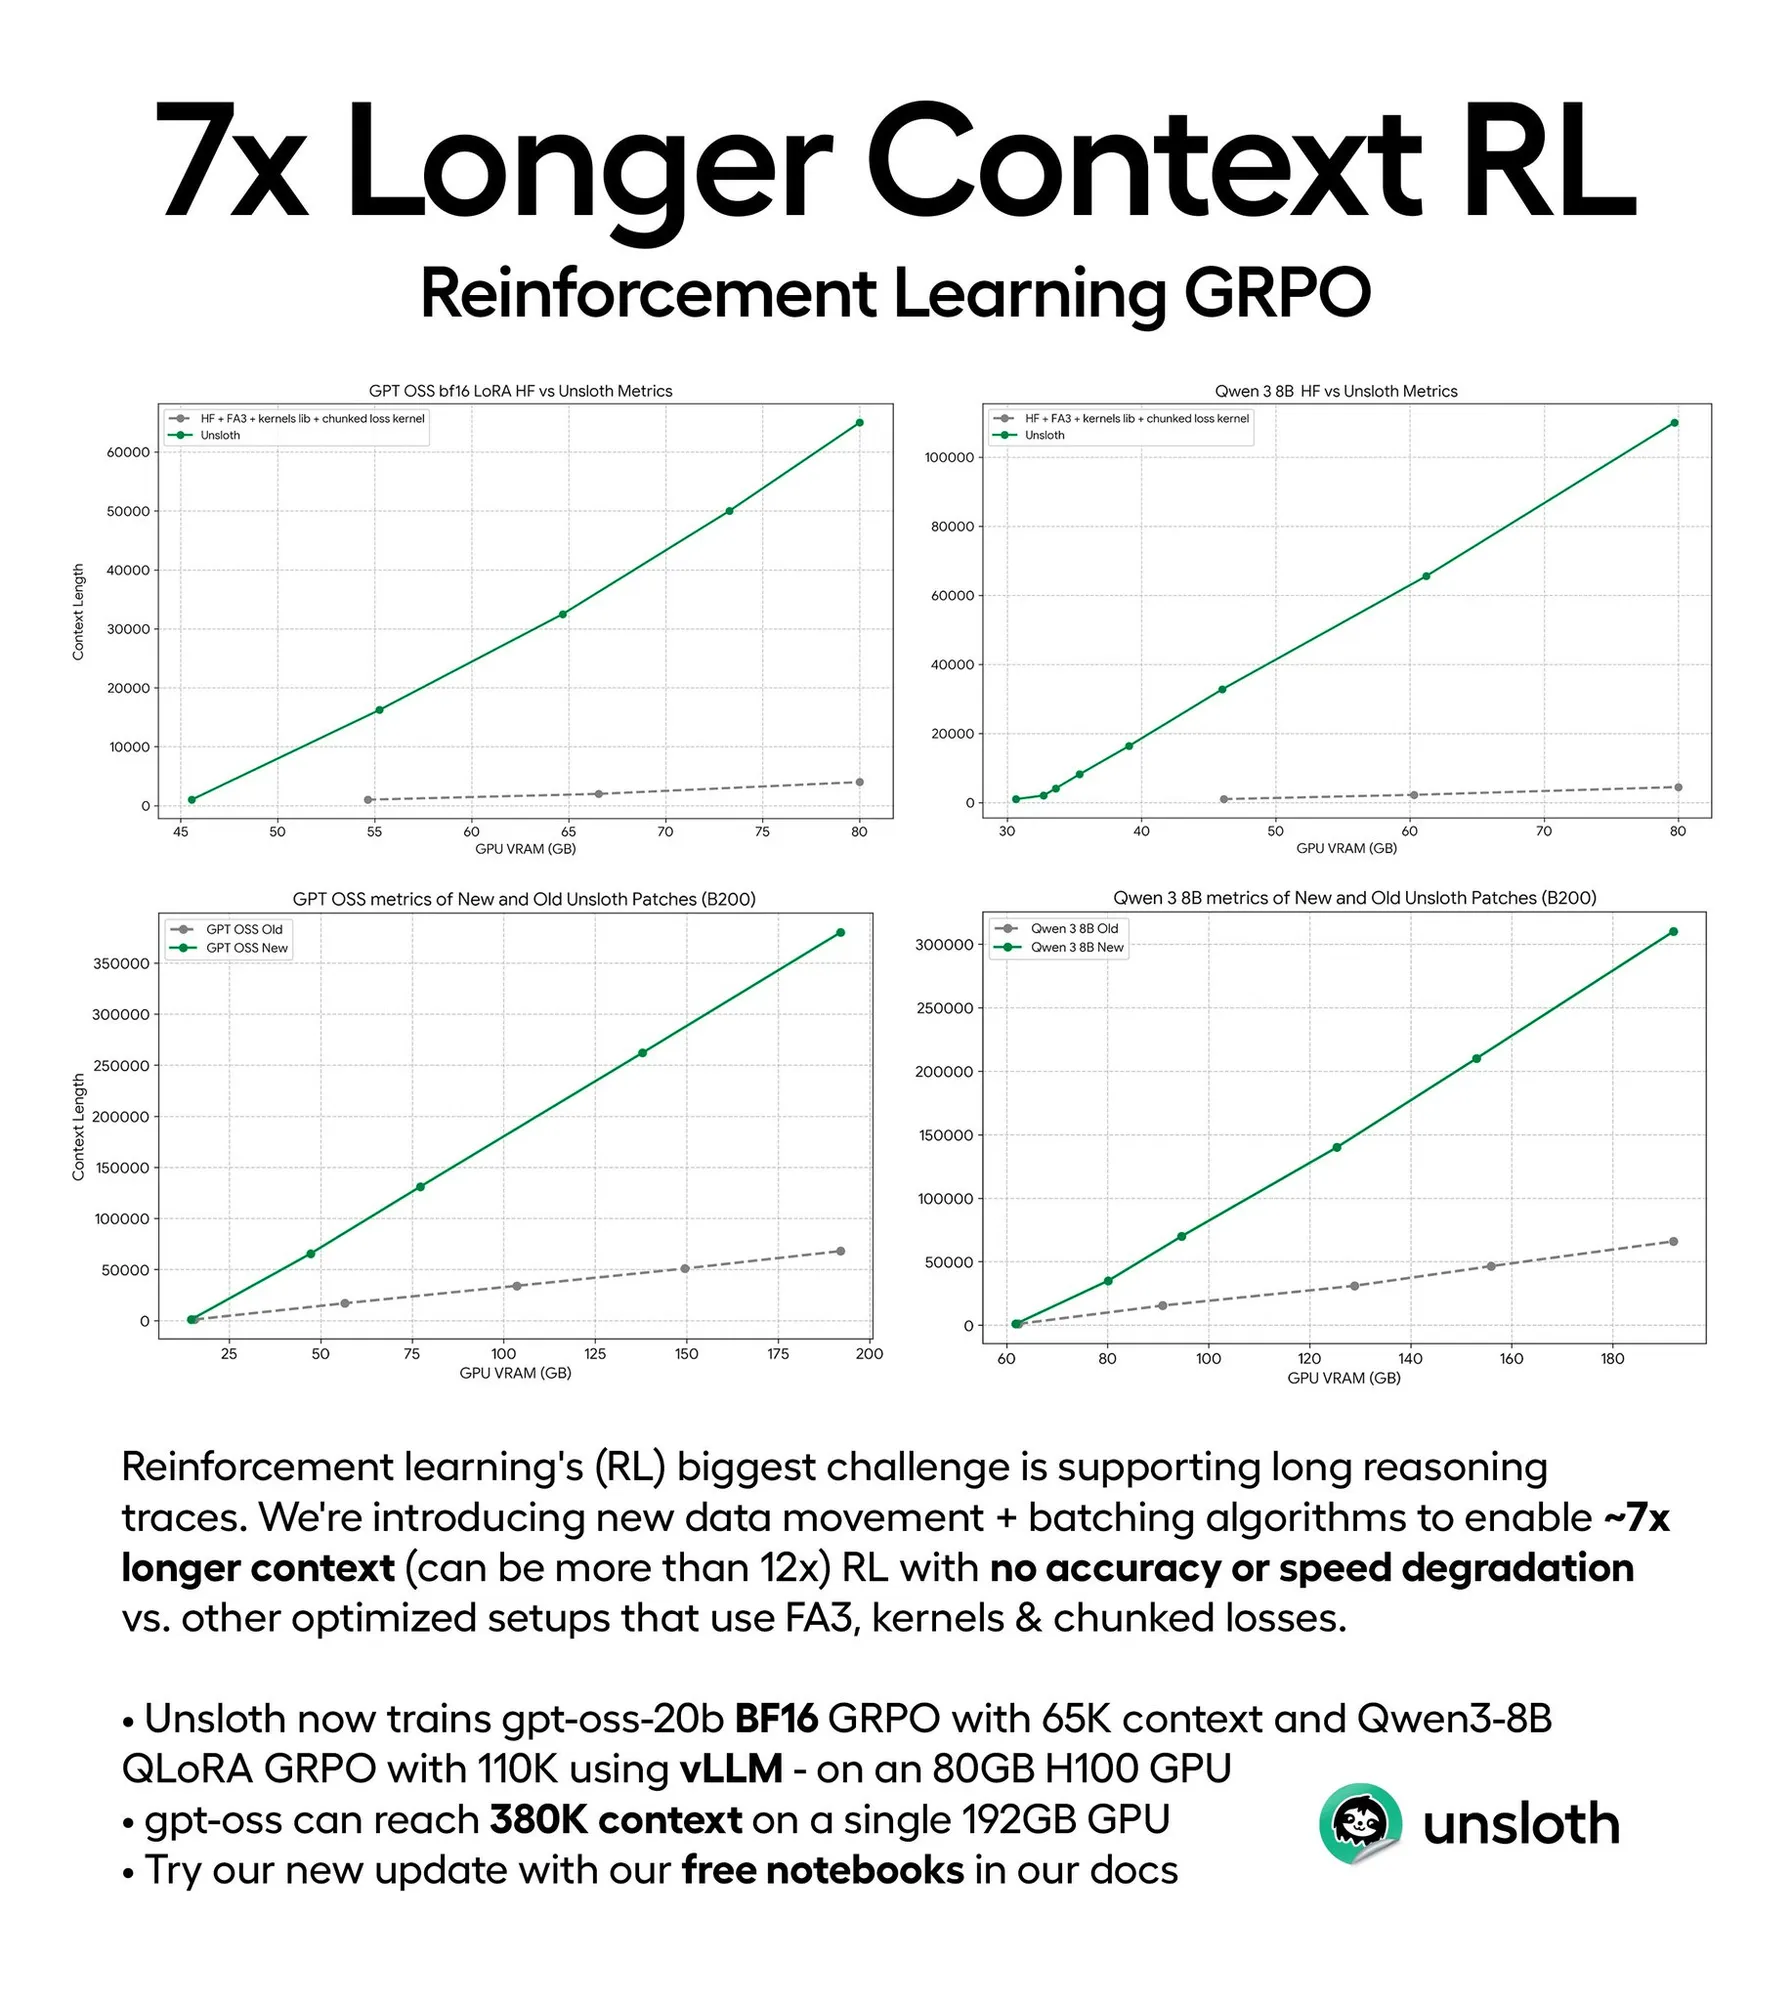 7x Longer Context RL
Reinforcement Learning GRPO
GPT OSS bf16 LoRA HF vs Unsloth Metrics
HF + FA3 + kernels lib + chunked loss kernel
Unsloth
Context Length
60000
50000
40000
30000
20000
10000
0
45 50 55 60 65 70 75 80
GPU VRAM (GB)
Qwen 3 8B HF vs Unsloth Metrics
HF + FA3 + kernels lib + chunked loss kernel
Unsloth
100000
80000
60000
40000
20000
0
30 40 50 60 70 80
GPU VRAM (GB)
GPT OSS metrics of New and Old Unsloth Patches (B200)
GPT OSS Old
GPT OSS New
Context Length
350000
300000
250000
200000
150000
100000
50000
0
25 50 75 100 125 150 175 200
GPU VRAM (GB)
Qwen 3 8B metrics of New and Old Unsloth Patches (B200)
Qwen 3 8B Old
Qwen 3 8B New
300000
250000
200000
150000
100000
50000
0
60 80 100 120 140 160 180
GPU VRAM (GB)
Reinforcement learning's (RL) biggest challenge is supporting long reasoning
traces. We're introducing new data movement + batching algorithms to enable ~7x
longer context (can be more than 12x) RL with no accuracy or speed degradation
vs. other optimized setups that use FA3, kernels & chunked losses.
• Unsloth now trains gpt-oss-20b BF16 GRPO with 65K context and Qwen3-8B
QLoRA GRPO with 110K using vLLM - on an 80GB H100 GPU
• gpt-oss can reach 380K context on a single 192GB GPU
• Try our new update with our free notebooks in our docs
unsloth